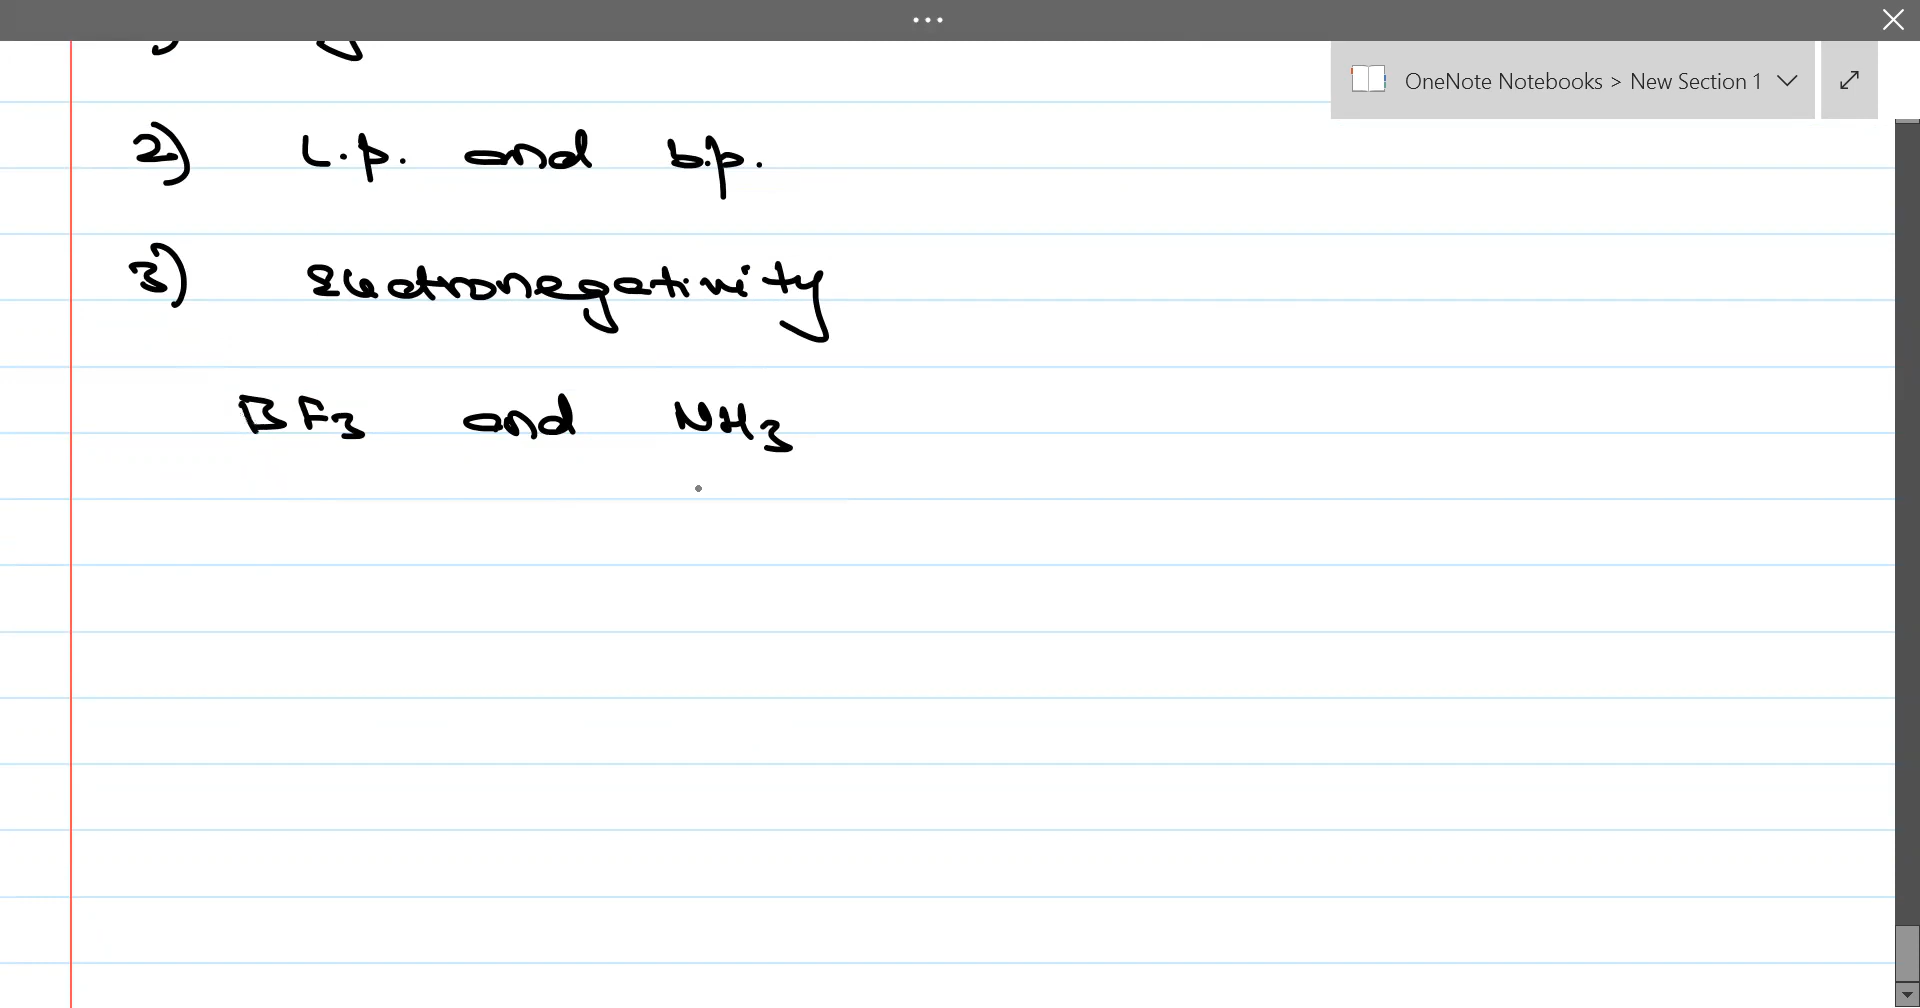 OneNote Notebooks > New Section 1
2) L.p. and b.p.
3) Electronegativity
BF3 and NH3